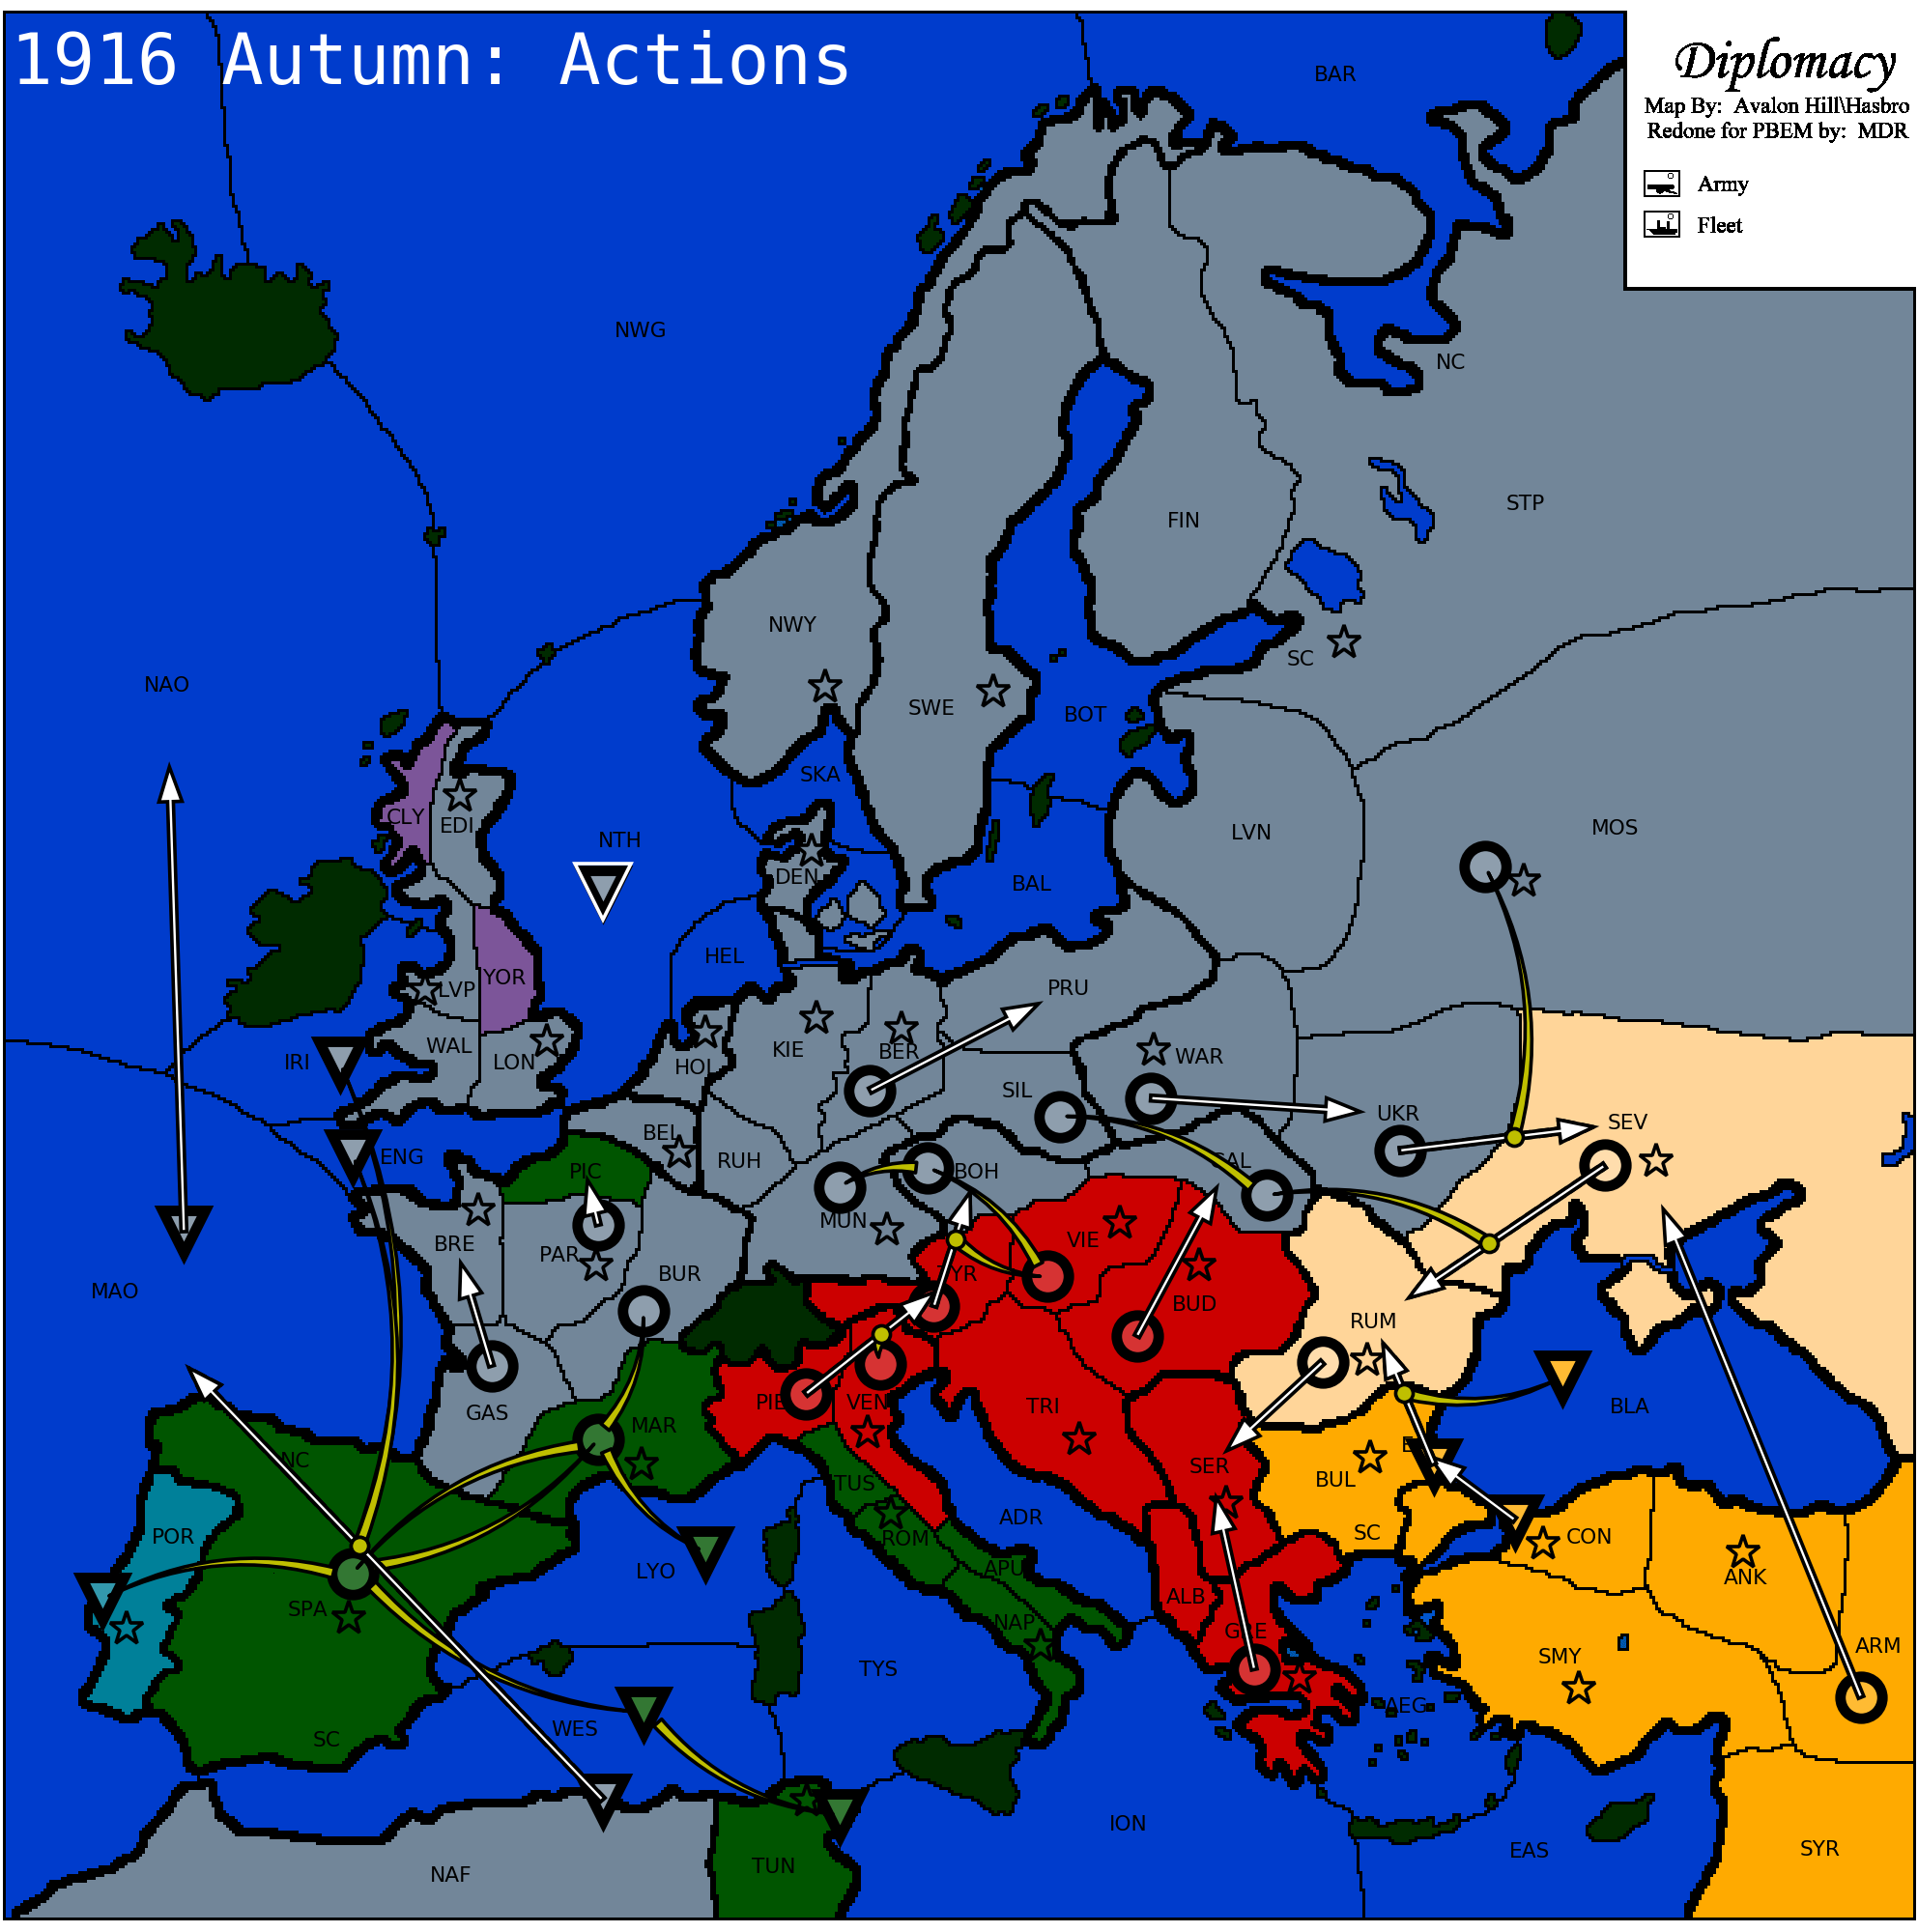 1916 Autumn: Actions
Diplomacy
Map By: Avalon Hill\Hasbro
Redone for PBEM by: MDR
Army
Fleet
BAR
NWG
NC
STP
FIN
NWY
SC
NAO
SWE
BOT
SKA
CLY
EDI
NTH
LVN
MOS
DEN
BAL
HEL
YOR
LVP
PRU
WAL
LON
IRI
HOL
KIE
BER
WAR
SIL
UKR
SEV
BEL
ENG
PIC
RUH
BOH
GAL
MUN
BRE
PAR
VIE
BUR
TYR
MAO
BUD
RUM
PIE
VEN
TRI
BLA
GAS
MAR
NC
SER
TUS
BUL
POR
ROM
ADR
SC
CON
LYO
APU
ANK
SPA
ALB
NAP
GRE
ARM
SMY
TYS
AEG
WES
SC
ION
EAS
SYR
TUN
NAF